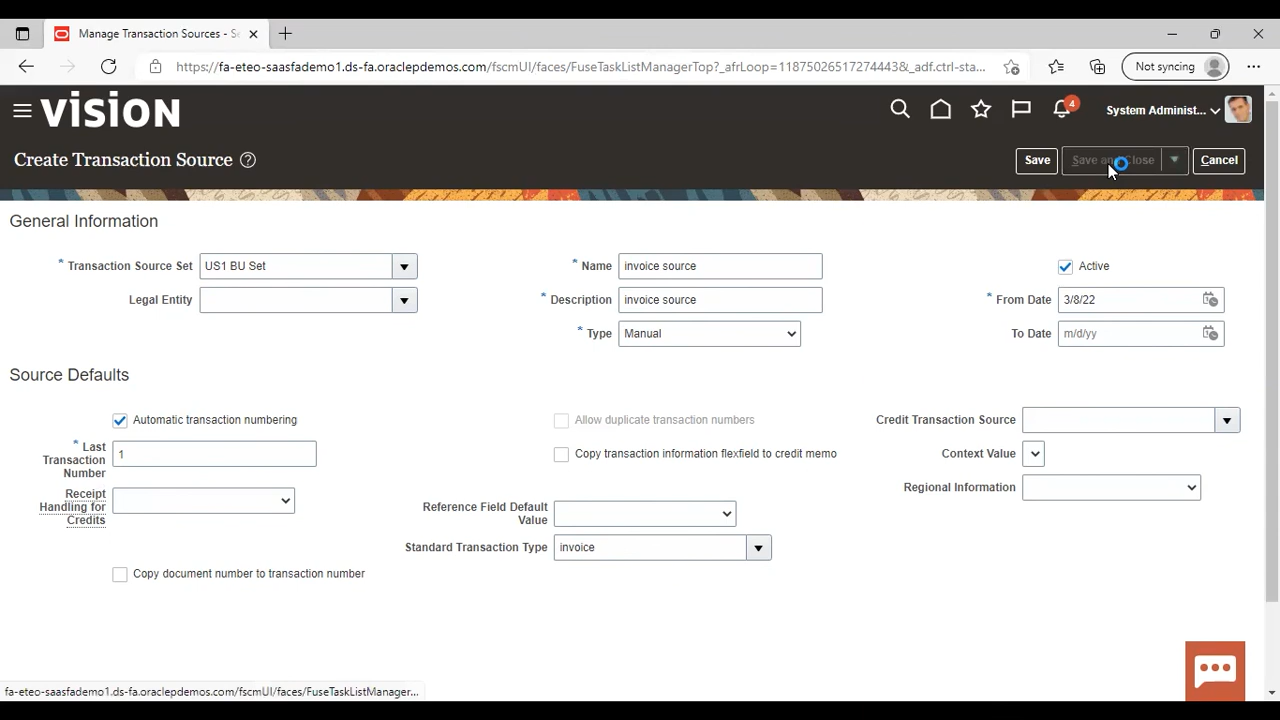 Manage Transaction Sources - Se
https://fa-eteo-saasfademo1.ds-fa.oraclepdemos.com/fscmUI/faces/FuseTaskListManagerTop?_afrLoop=11875026517274443&_adf.ctrl-sta...
Not syncing
VISION
4
System Administ...
Create Transaction Source ?
Save
Save and Close
Cancel
General Information
* Transaction Source Set US1 BU Set
* Name invoice source
Active
Legal Entity
* Description invoice source
* From Date 3/8/22
* Type Manual
To Date m/d/yy
Source Defaults
Automatic transaction numbering
Allow duplicate transaction numbers
Credit Transaction Source
* Last Transaction Number 1
Copy transaction information flexfield to credit memo
Context Value
Regional Information
Receipt Handling for Credits
Reference Field Default Value
Standard Transaction Type invoice
Copy document number to transaction number
fa-eteo-saasfademo1.ds-fa.oraclepdemos.com/fscmUI/faces/FuseTaskListManager...